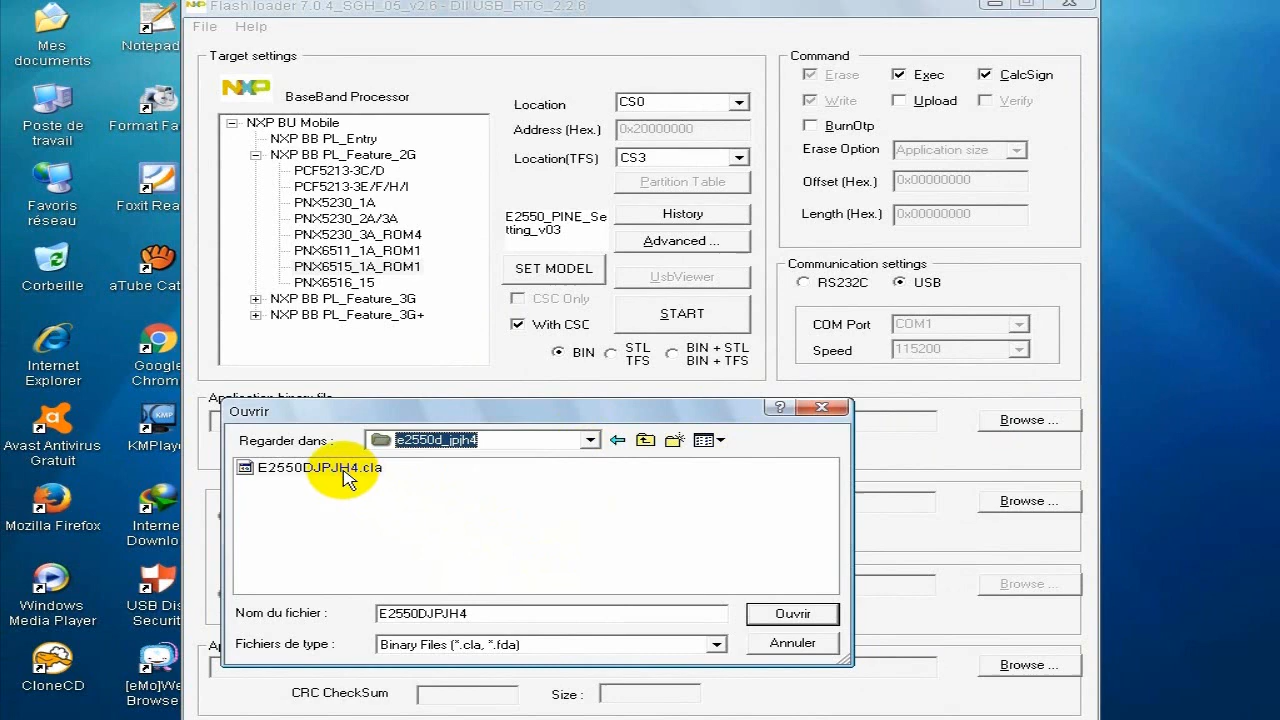 Flash loader 7.0 4_SGH_05_v2.6 - Dll USB_RTG_2.2.6
File Help
Target settings
NXP
BaseBand Processor
NXP BU Mobile
NXP BB PL_Entry
NXP BB PL_Feature_2G
PCF5213-3C/D
PCF5213-3E/F/H/I
PNX5230_1A
PNX5230_2A/3A
PNX5230_3A_ROM4
PNX6511_1A_ROM1
PNX6515_1A_ROM1
PNX6516_15
NXP BB PL_Feature_3G
NXP BB PL_Feature_3G+
Location CS0
Address (Hex.) 0x20000000
Location(TFS) CS3
Partition Table
E2550_PINE_Se
tting_v03
History
Advanced ...
SET MODEL
UsbViewer
CSC Only
With CSC
START
BIN
STL
TFS
BIN + STL
BIN + TFS
Command
Erase Exec CalcSign
Write Upload Verify
BurnOtp
Erase Option Application size
Offset (Hex.) 0x00000000
Length (Hex.) 0x00000000
Communication settings
RS232C USB
COM Port COM1
Speed 115200
Application binary file
Browse ...
Browse ...
Browse ...
Browse ...
Ouvrir
Regarder dans : e2550d_jpjh4
E2550DJPJH4.cla
Nom du fichier : E2550DJPJH4
Ouvrir
Fichiers de type : Binary Files (*.cla, *.fda)
Annuler
CRC CheckSum
Size :
Mes
documents
Notepad
Poste de
travail
Format Fa
Favoris
réseau
Foxit Rea
Corbeille
aTube Cat
Internet
Explorer
Google
Chrom
Avast Antivirus
Gratuit
KMPlaye
Mozilla Firefox
Interne
Downlo
Windows
Media Player
USB Dis
Securit
CloneCD
[eMo]We
Browse